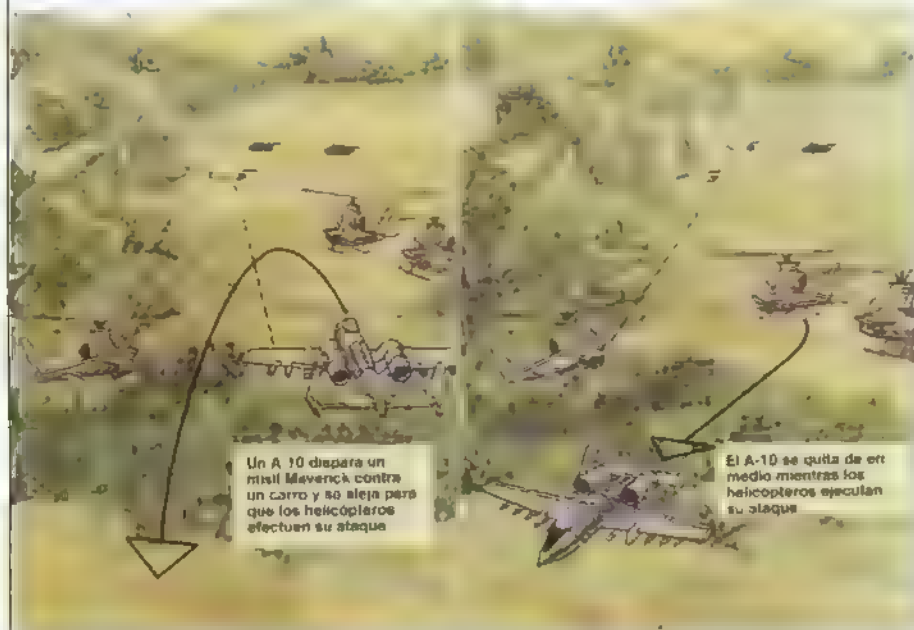 Un A 10 dispara un
misil Maverick contra
un carro y se aleja para
que los helicópteros
efectuen su ataque
El A-10 se quita de en
medio mientras los
helicópteros ejecutan
su ataque